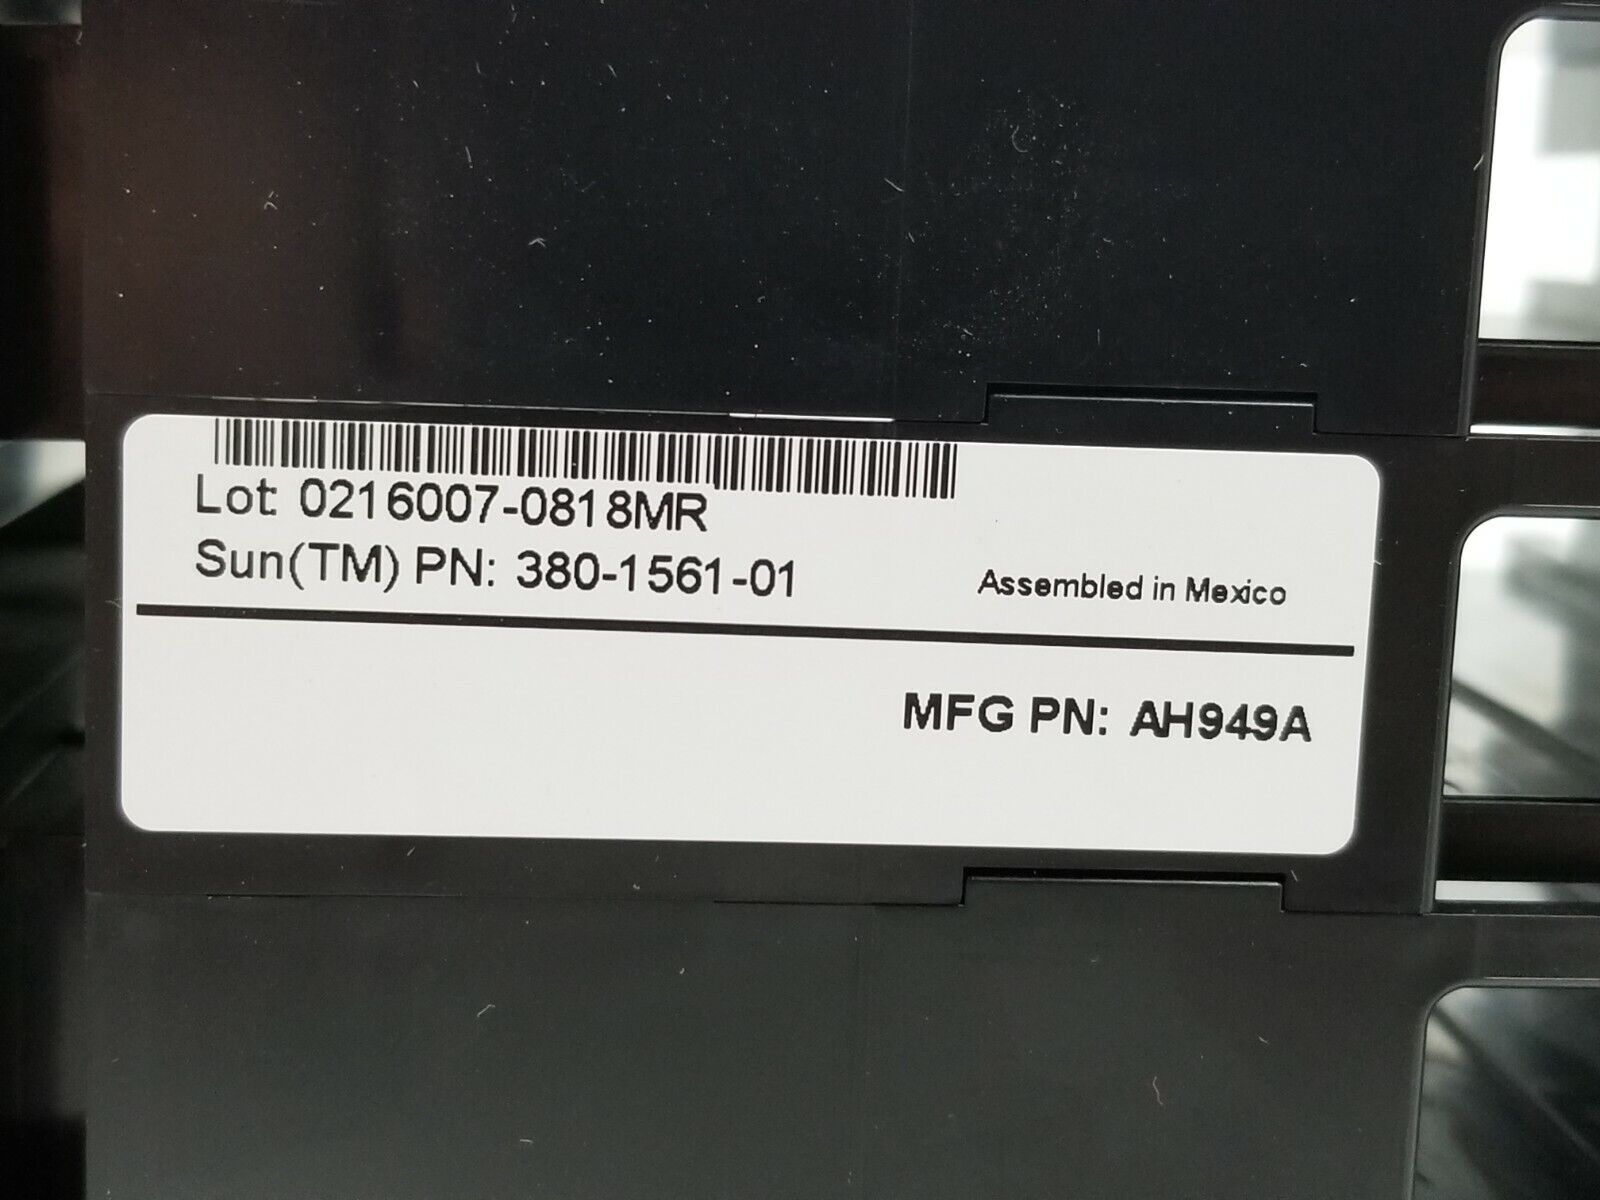 Lot: 0216007-0818MR
Sun(TM) PN: 380-1561-01
Assembled in Mexico
MFG PN: AH949A